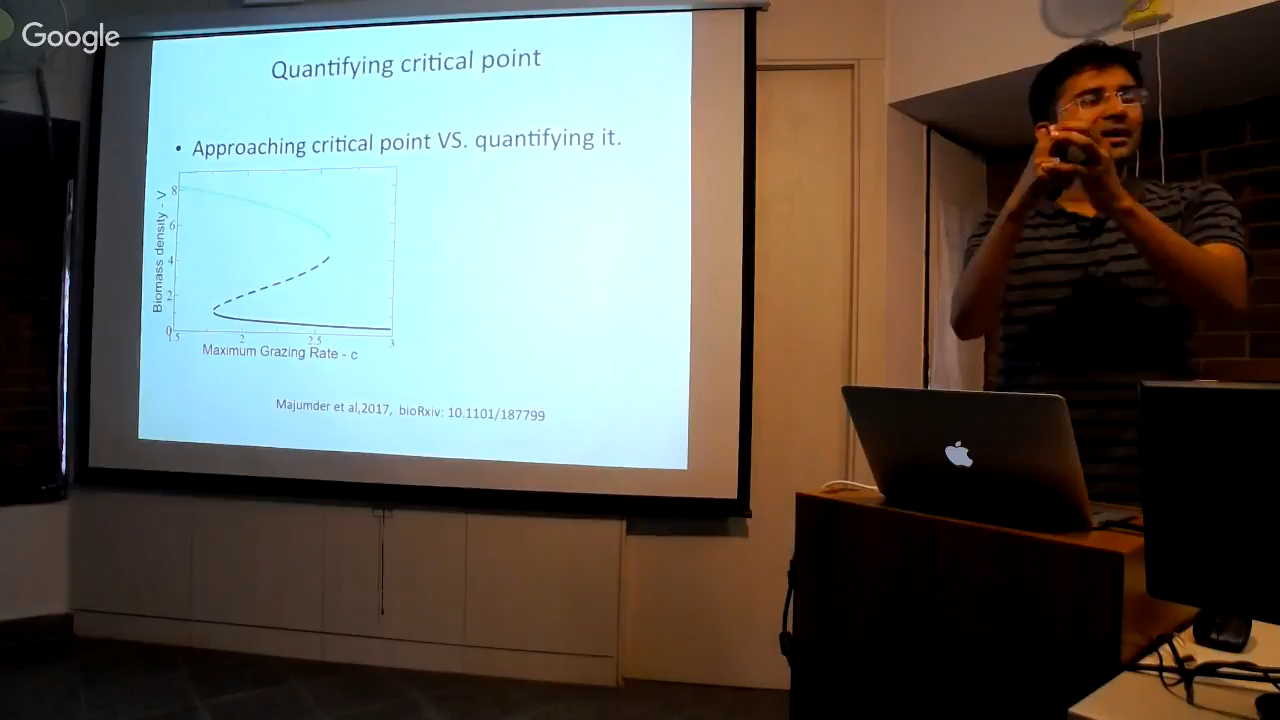 Google
Quantifying critical point
• Approaching critical point VS. quantifying it.
Biomass density - V
8
6
4
2
0
1.5 2 2.5 3
Maximum Grazing Rate - c
Majumder et al,2017, bioRxiv: 10.1101/187799